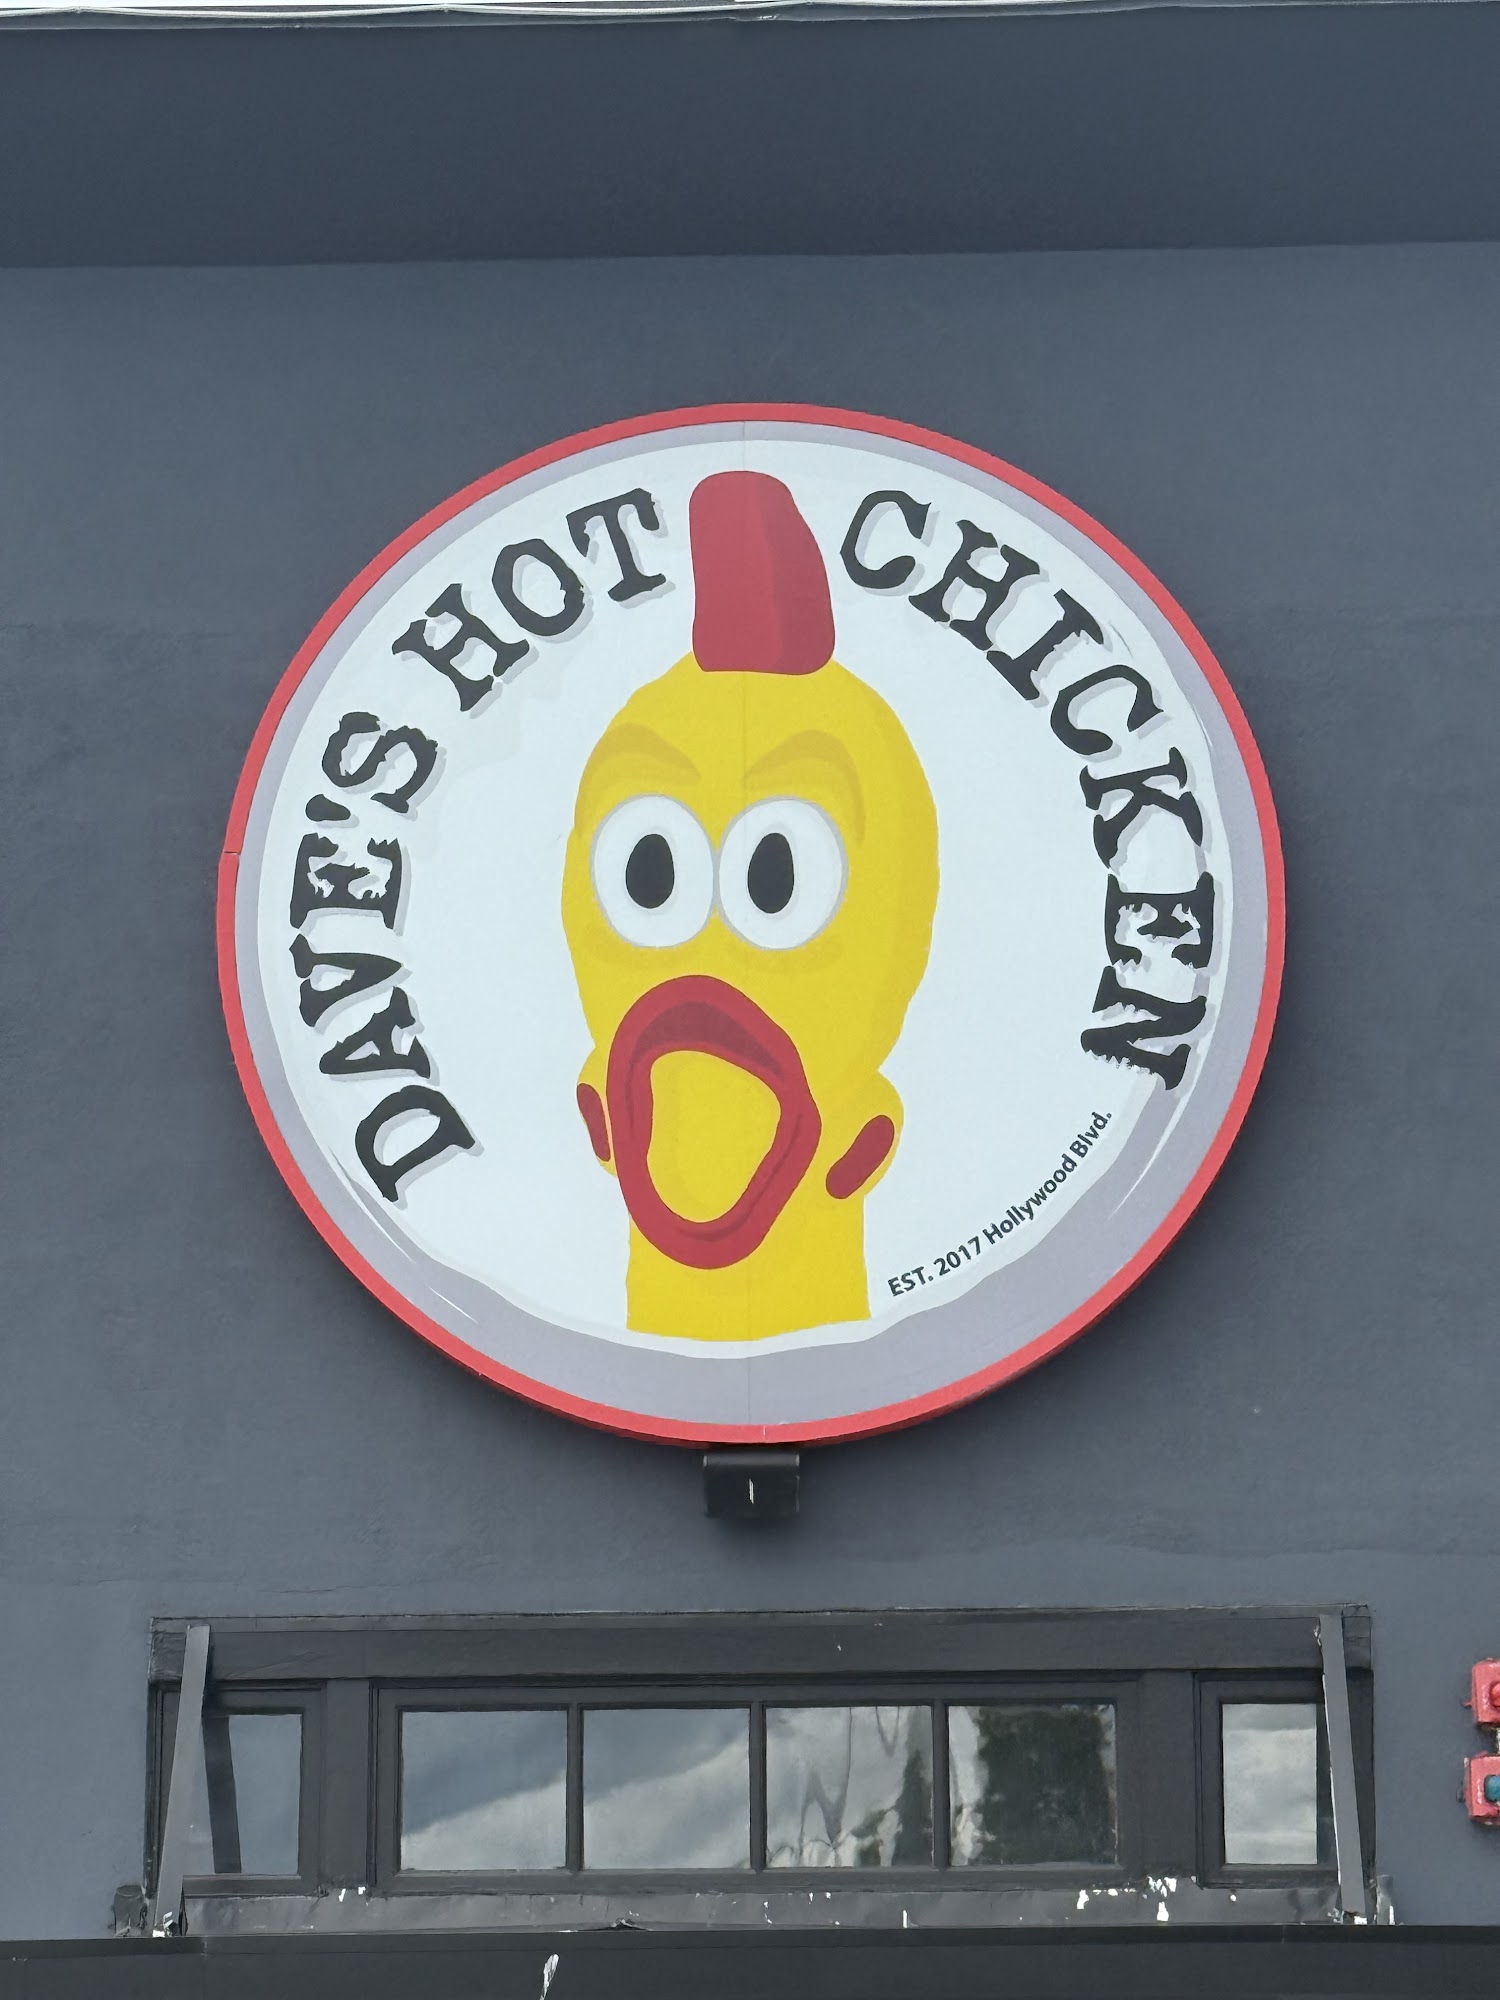 DAVE'S HOT CHICKEN
EST. 2017 Hollywood Blvd.